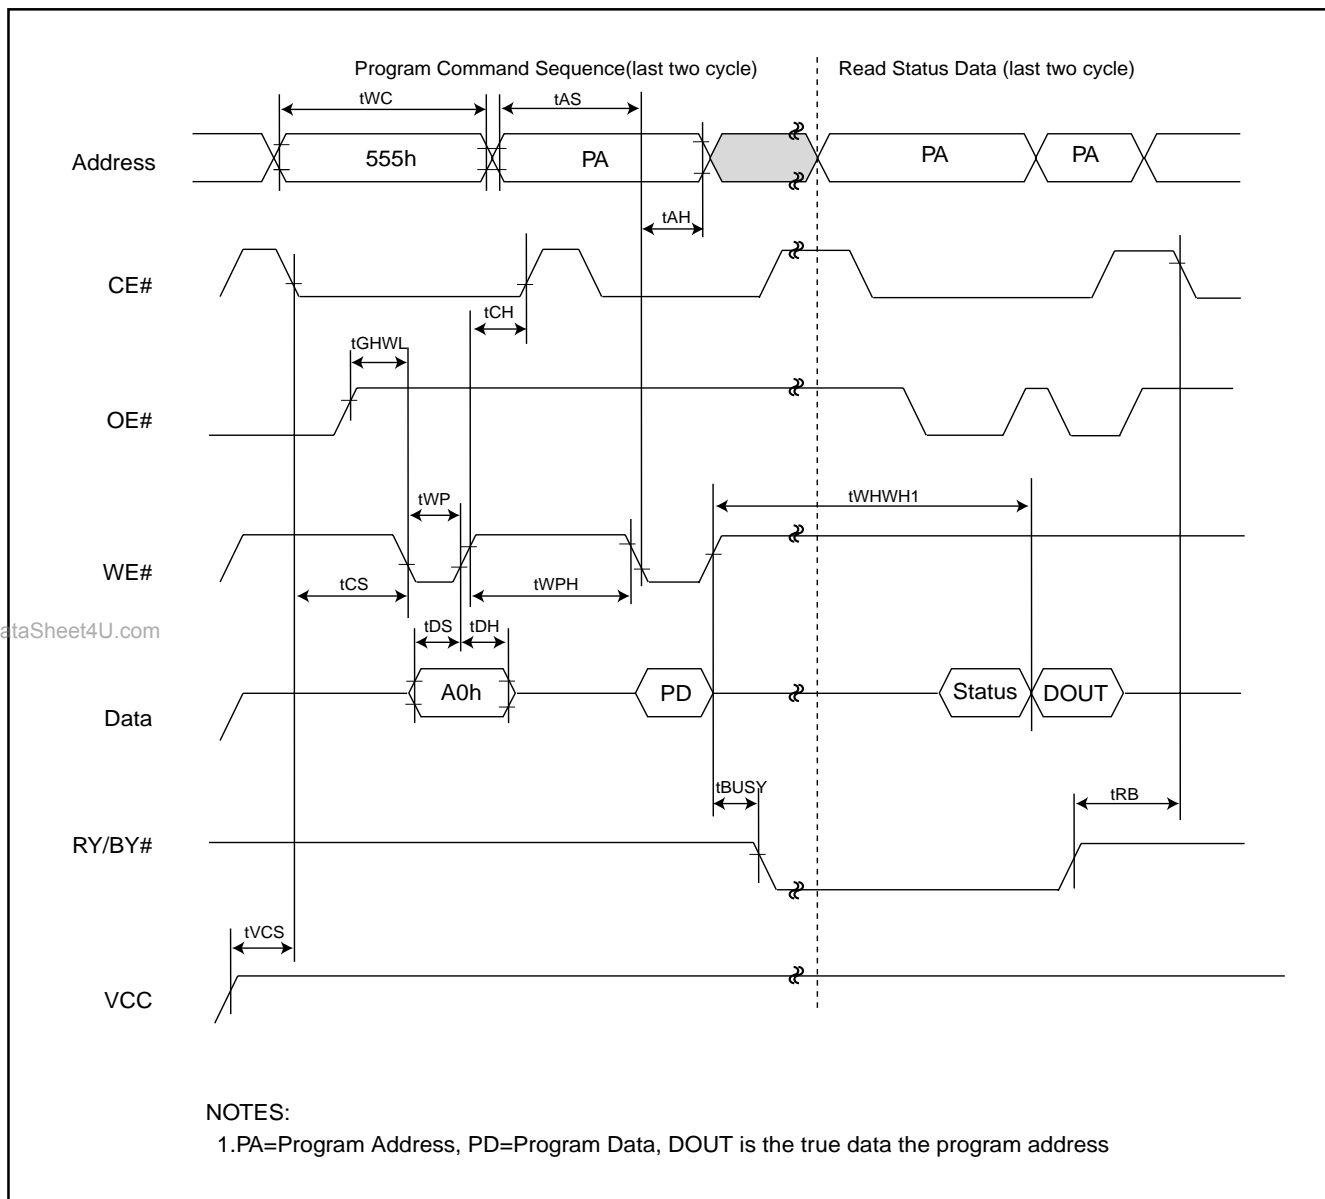 Program Command Sequence(last two cycle)
Read Status Data (last two cycle)
tWC
tAS
Address
555h
PA
PA
PA
tAH
CE#
tCH
tGHWL
OE#
tWP
tWHWH1
WE#
tCS
tWPH
ataSheet4U.com
tDS
tDH
Data
A0h
PD
Status
DOUT
tBUSY
tRB
RY/BY#
tVCS
VCC
NOTES:
1.PA=Program Address, PD=Program Data, DOUT is the true data the program address